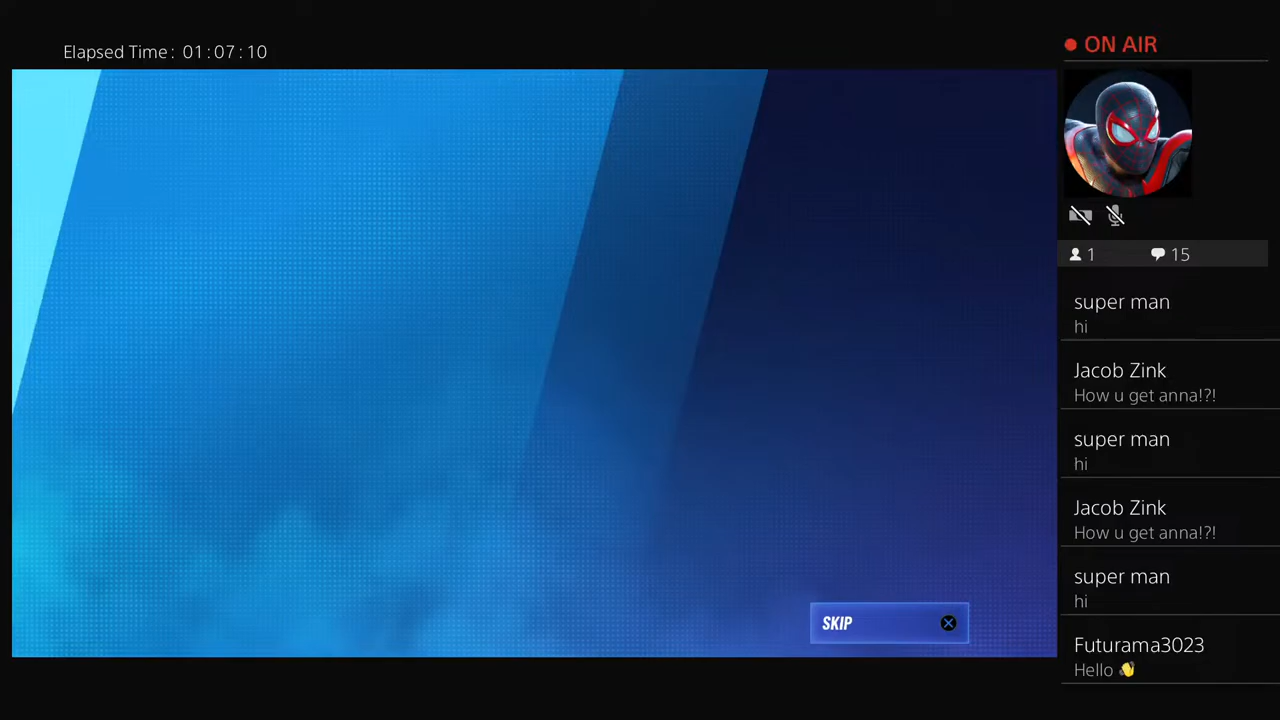 Elapsed Time: 01:07:10
ON AIR
1 15
super man
hi
Jacob Zink
How u get anna!?!
super man
hi
Jacob Zink
How u get anna!?!
super man
hi
Futurama3023
Hello 👋
SKIP